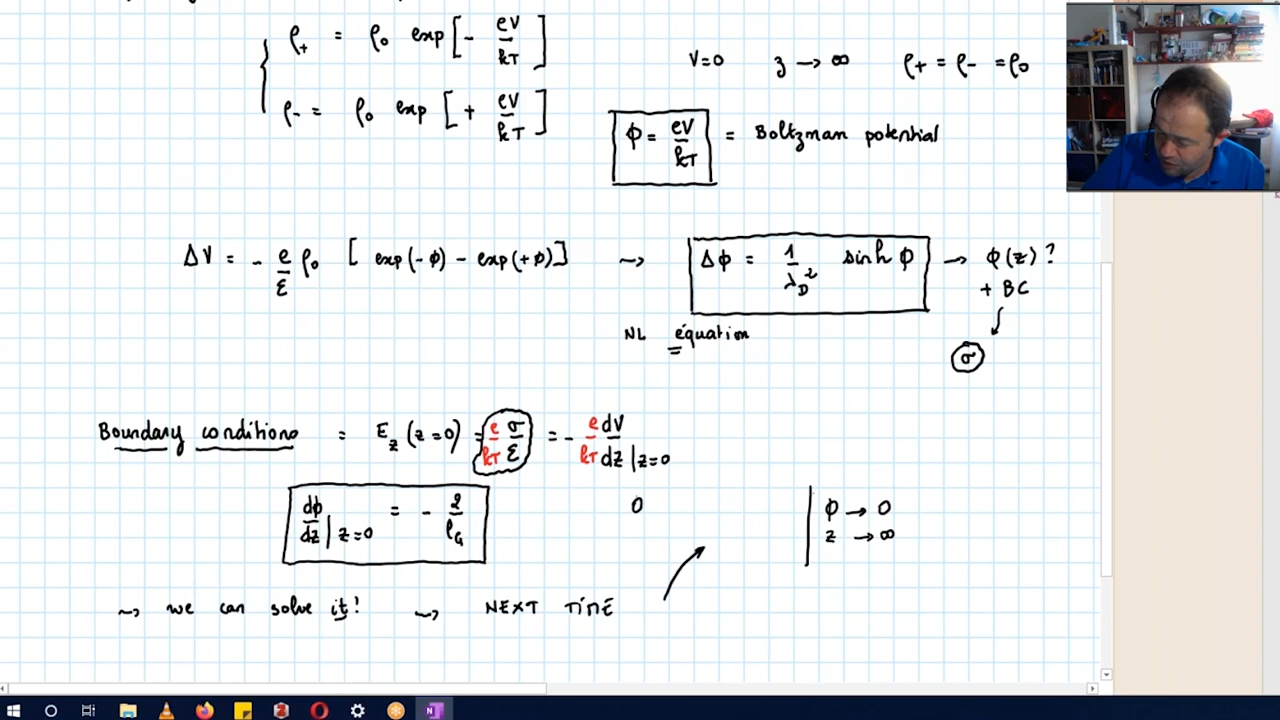 ρ+ = ρ0 exp[- eV/kT]
V=0 z → ∞ ρ+ = ρ- = ρ0
ρ- = ρ0 exp [+ eV/kT]
ϕ = eV/kT = Boltzman potential
ΔV = - e/ε ρ0 [ exp(-ϕ) - exp(+ϕ)] ⇝ Δϕ = 1/λD² sinh ϕ → ϕ(z) ?
+ BC
NL équation
σ
Boundary conditions = Ez (z=0) = e/kT σ/ε = - e/kT dV/dz | z=0
dϕ/dz | z=0 = - 2/ℓG
0
ϕ → 0
z → ∞
⇝ we can solve it! ⇝ NEXT TIME